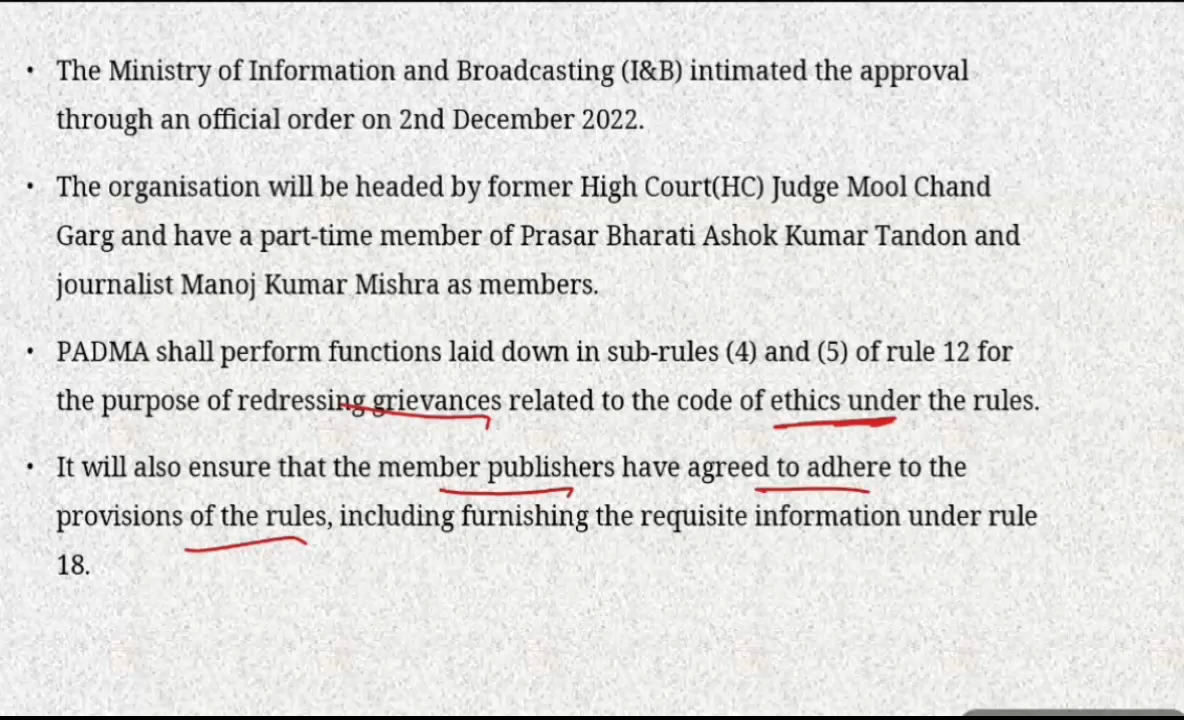 • The Ministry of Information and Broadcasting (I&B) intimated the approval
through an official order on 2nd December 2022.
• The organisation will be headed by former High Court(HC) Judge Mool Chand
Garg and have a part-time member of Prasar Bharati Ashok Kumar Tandon and
journalist Manoj Kumar Mishra as members.
• PADMA shall perform functions laid down in sub-rules (4) and (5) of rule 12 for
the purpose of redressing grievances related to the code of ethics under the rules.
• It will also ensure that the member publishers have agreed to adhere to the
provisions of the rules, including furnishing the requisite information under rule
18.